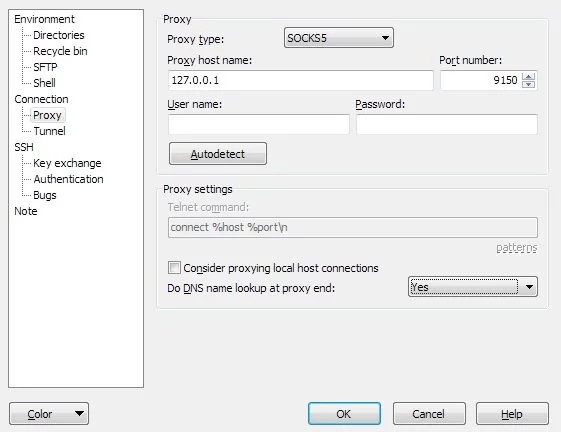 Environment
Directories
Recycle bin
SFTP
Shell
Connection
Proxy
Tunnel
SSH
Key exchange
Authentication
Bugs
Note
Proxy
Proxy type: SOCKS5
Proxy host name: Port number:
127.0.0.1 9150
User name: Password:
Autodetect
Proxy settings
Telnet command:
connect %host %port\n
patterns
Consider proxying local host connections
Do DNS name lookup at proxy end: Yes
Color OK Cancel Help